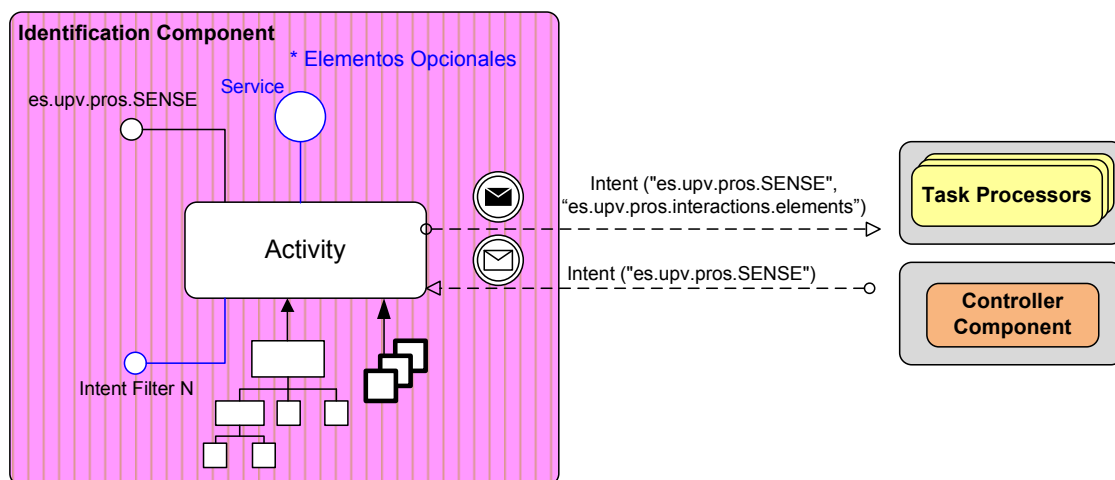 Identification Component
* Elementos Opcionales
Service
es.upv.pros.SENSE
Activity
Intent Filter N
Intent ("es.upv.pros.SENSE",
“es.upv.pros.interactions.elements”)
Intent ("es.upv.pros.SENSE")
Task Processors
Controller
Component